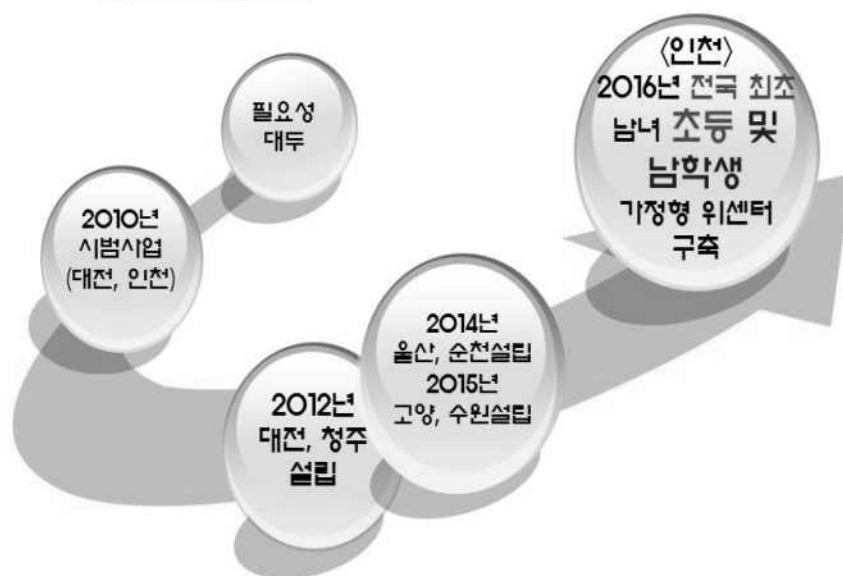 필요성
대두
2010년
시범사업
(대전, 인천)
2012년
대전, 청주
설립
2014년
울산, 순천설립
2015년
고양, 수원설립
〈인천〉
2016년 전국 최초
남녀 초등 및
남학생
가정형 위센터
구축